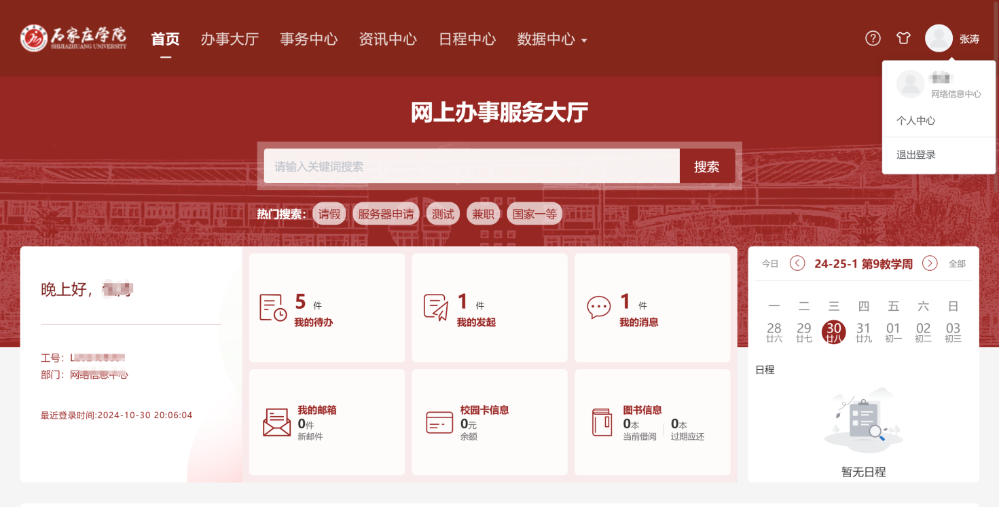 石家庄学院
SHIJIAZHUANG UNIVERSITY
首页 办事大厅 事务中心 资讯中心 日程中心 数据中心
张涛
网络信息中心
个人中心
退出登录
网上办事服务大厅
请输入关键词搜索 搜索
热门搜索： 请假 服务器申请 测试 兼职 国家一等
晚上好，
工号：
部门：网络信息中心
最近登录时间:2024-10-30 20:06:04
5 件
我的待办
1 件
我的发起
1 件
我的消息
我的邮箱
0件
新邮件
校园卡信息
0元
余额
图书信息
0本 0本
当前借阅 过期应还
今日 24-25-1 第9教学周 全部
一 二 三 四 五 六 日
28 29 30 31 01 02 03
廿六 廿七 廿八 廿九 初一 初二 初三
日程
暂无日程